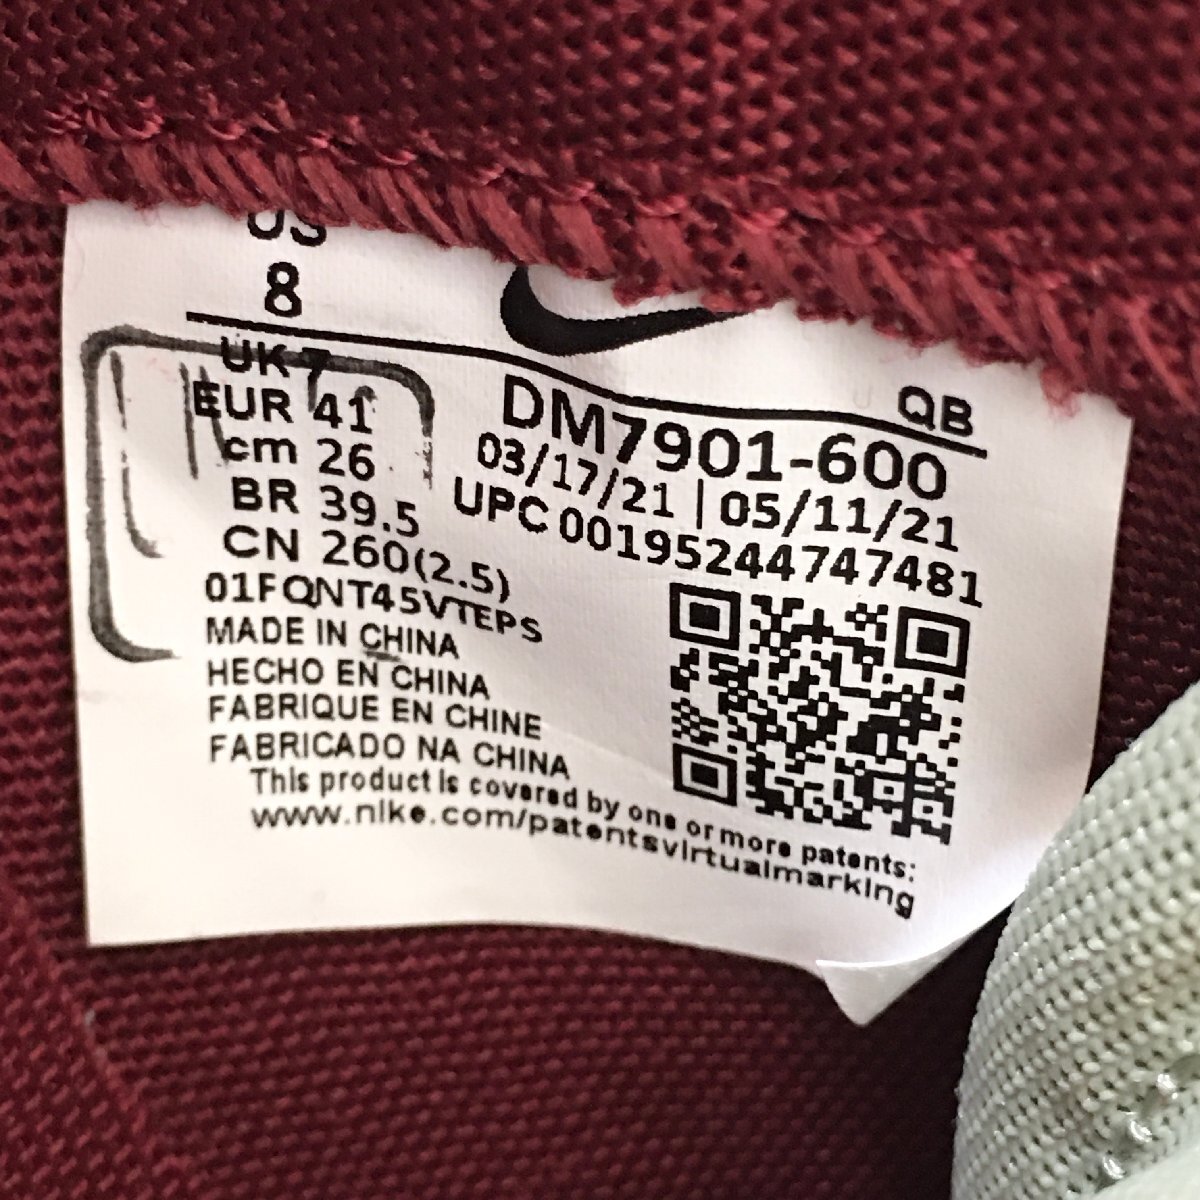 US
8
QB
UK 7
EUR 41
cm 26
BR 39.5
CN 260(2.5)
DM7901-600
03/17/21 | 05/11/21
UPC 00195244747481
01FQNT45VTEPS
MADE IN CHINA
HECHO EN CHINA
FABRIQUE EN CHINE
FABRICADO NA CHINA
This product is covered by one or more patents:
www.nike.com/patentsvirtualmarking